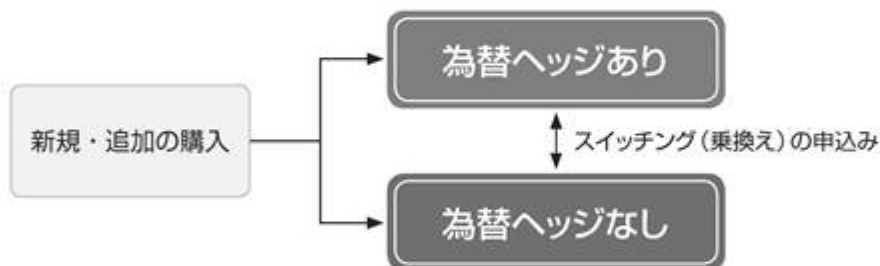 為替ヘッジあり
新規・追加の購入
スイッチング(乗換え)の申込み
為替ヘッジなし